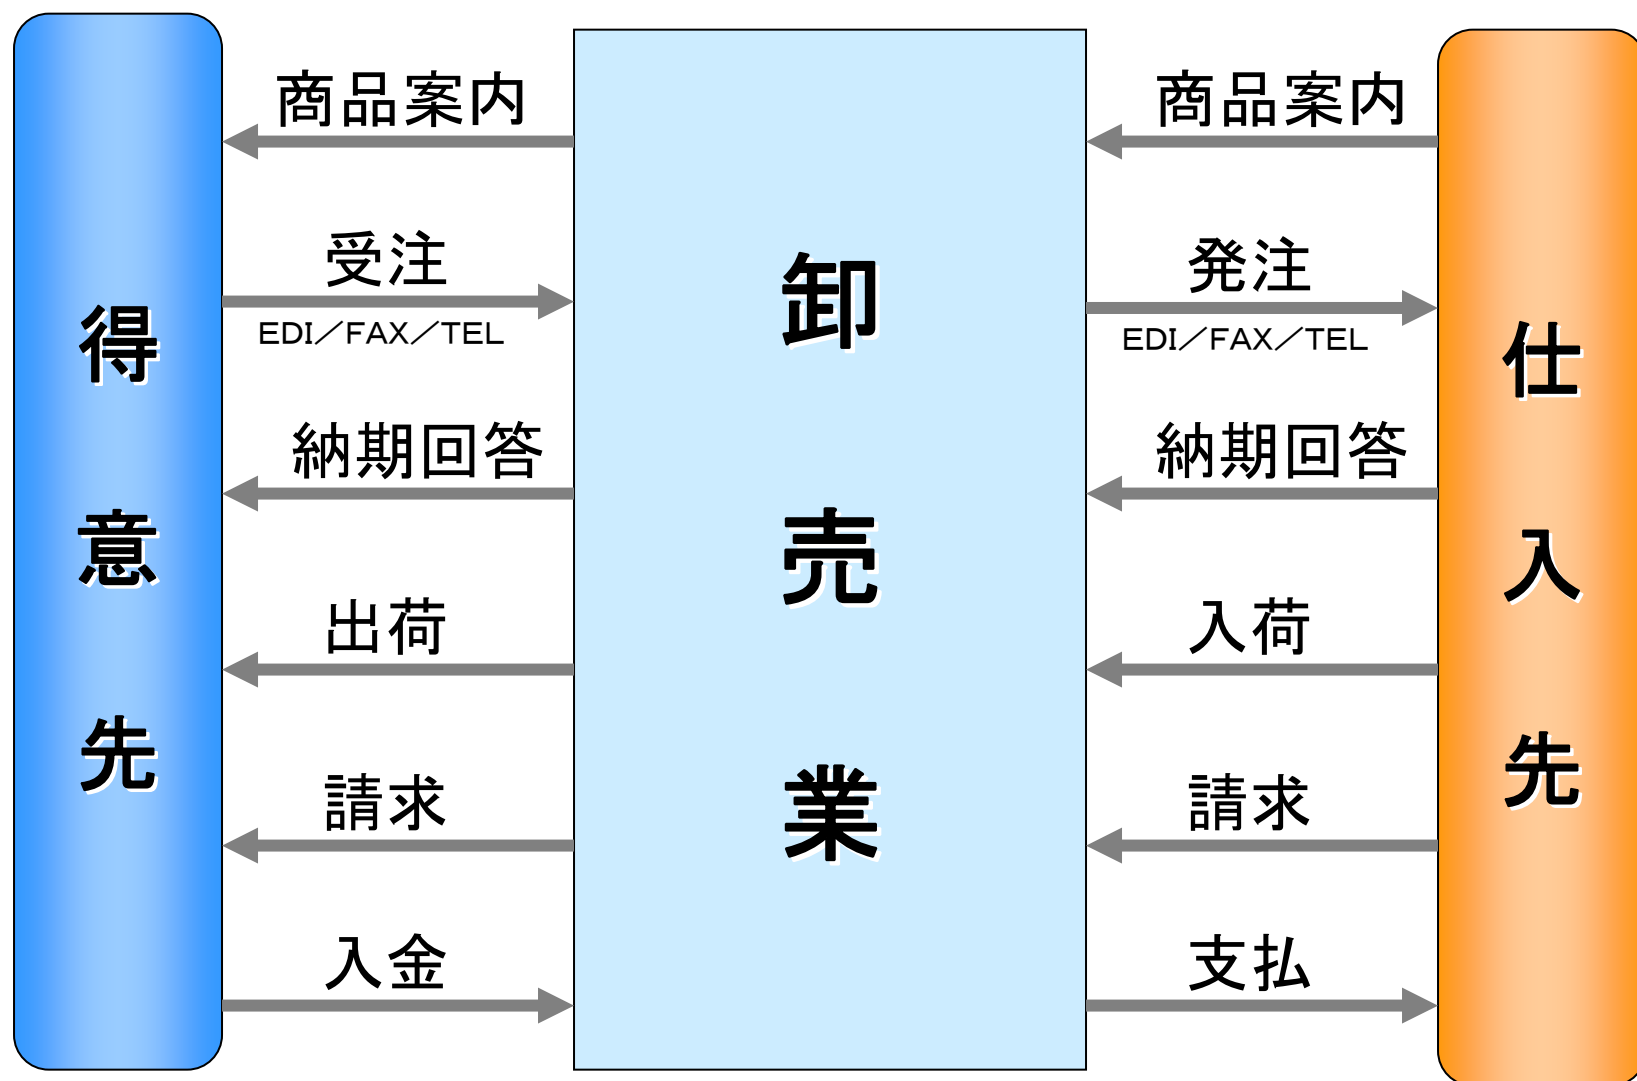 得意先
商品案内
受注
EDI／FAX／TEL
納期回答
出荷
請求
入金
卸売業
商品案内
発注
EDI／FAX／TEL
納期回答
入荷
請求
支払
仕入先